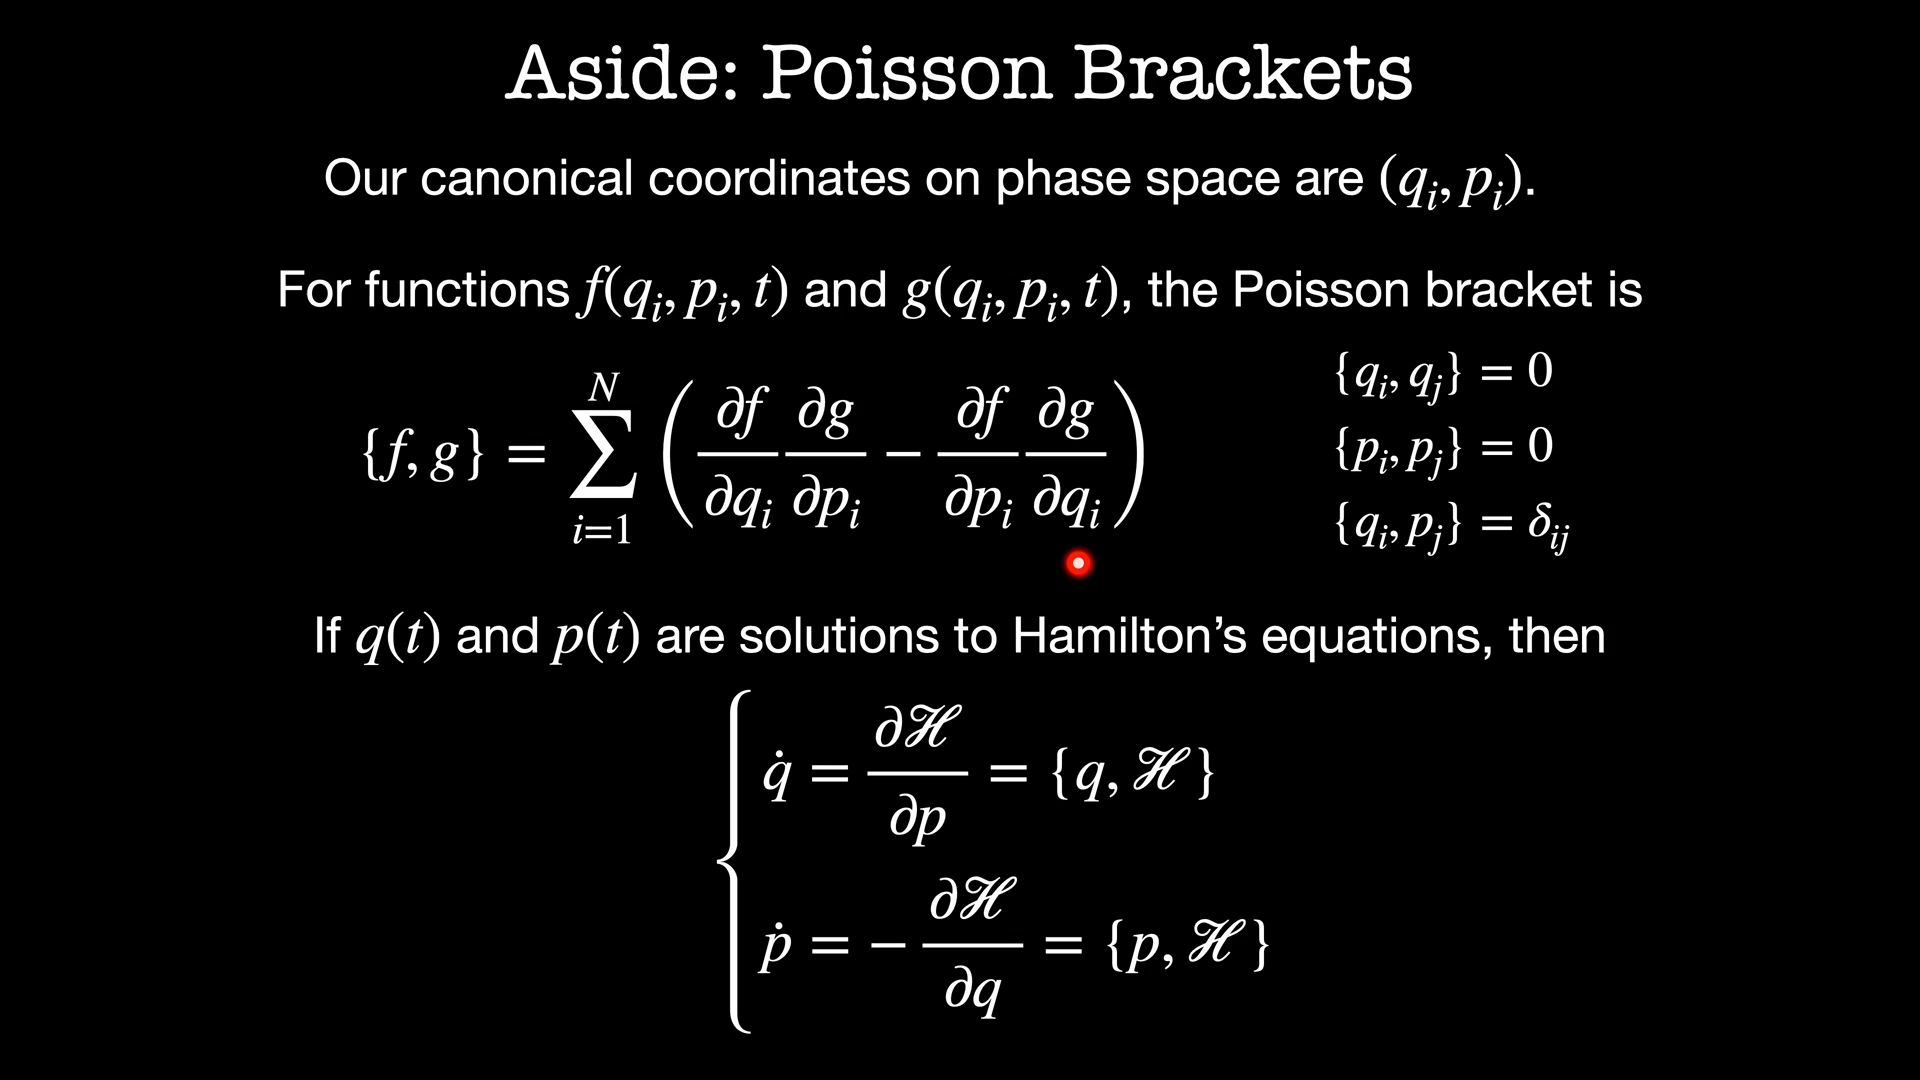 Aside: Poisson Brackets
Our canonical coordinates on phase space are (qᵢ, pᵢ).
For functions f(qᵢ, pᵢ, t) and g(qᵢ, pᵢ, t), the Poisson bracket is
{f, g} = ∑_{i=1}^{N} ( ∂f/∂qᵢ ∂g/∂pᵢ − ∂f/∂pᵢ ∂g/∂qᵢ )
{qᵢ, qⱼ} = 0
{pᵢ, pⱼ} = 0
{qᵢ, pⱼ} = δᵢⱼ
If q(t) and p(t) are solutions to Hamilton’s equations, then
q̇ = ∂ℋ/∂p = {q, ℋ}
ṗ = − ∂ℋ/∂q = {p, ℋ}